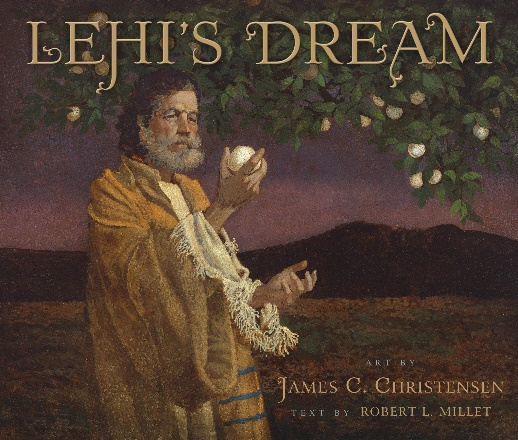 LEHI'S DREAM
ART BY
JAMES C. CHRISTENSEN
TEXT BY ROBERT L. MILLET